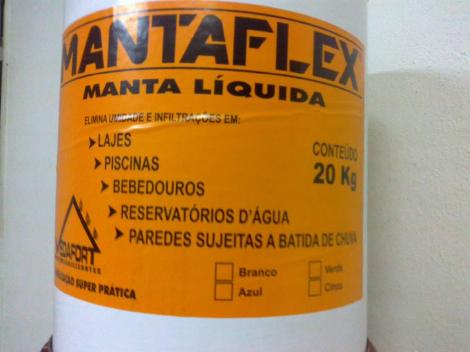 MANTAFLEX
MANTA LÍQUIDA
ELIMINA UMIDADE E INFILTRAÇÕES EM:
LAJES
PISCINAS
BEBEDOUROS
RESERVATÓRIOS D'ÁGUA
PAREDES SUJEITAS A BATIDA DE CHUVA
CONTEÚDO
20 Kg
EDAFORT
SUPER PRÁTICA
Branco
Verde
Azul
Cinza